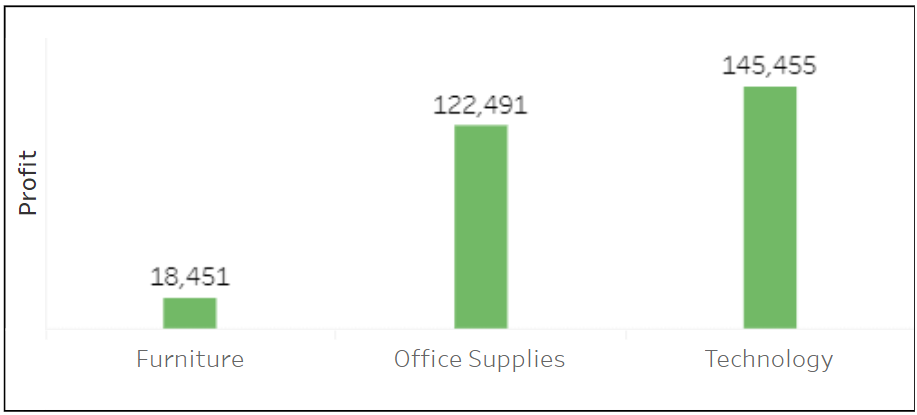 145,455
122,491
18,451
Profit
Furniture Office Supplies Technology